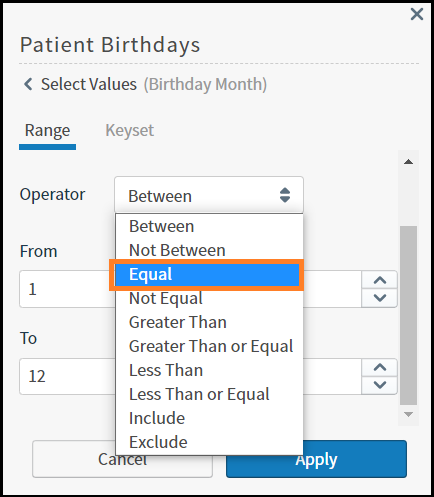 Patient Birthdays
Select Values (Birthday Month)
Range Keyset
Operator Between
Between
Not Between
Equal
Not Equal
Greater Than
Greater Than or Equal
Less Than
Less Than or Equal
Include
Exclude
From
1
To
12
Cancel Apply